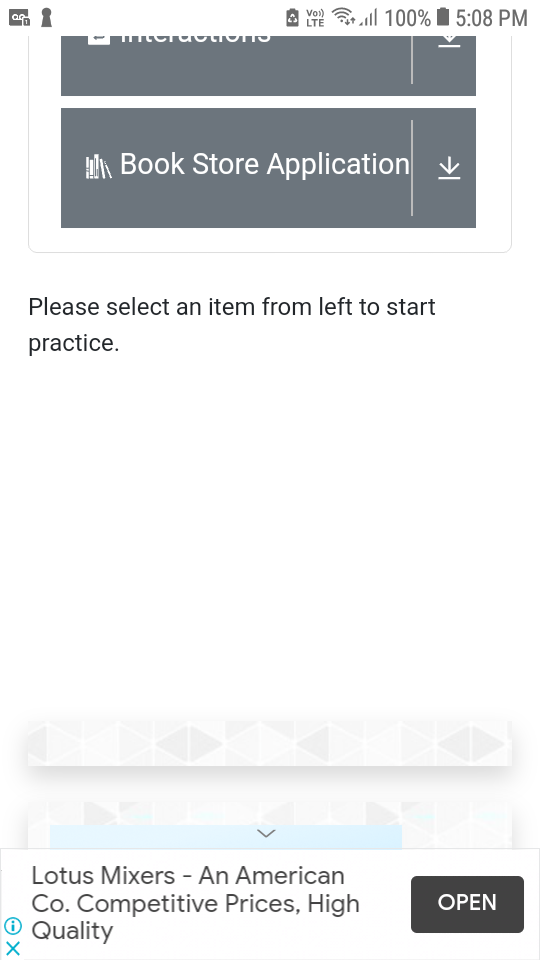 Vo)) LTE 100% 5:08 PM
Interactions
Book Store Application
Please select an item from left to start
practice.
Lotus Mixers - An American
Co. Competitive Prices, High
Quality
OPEN